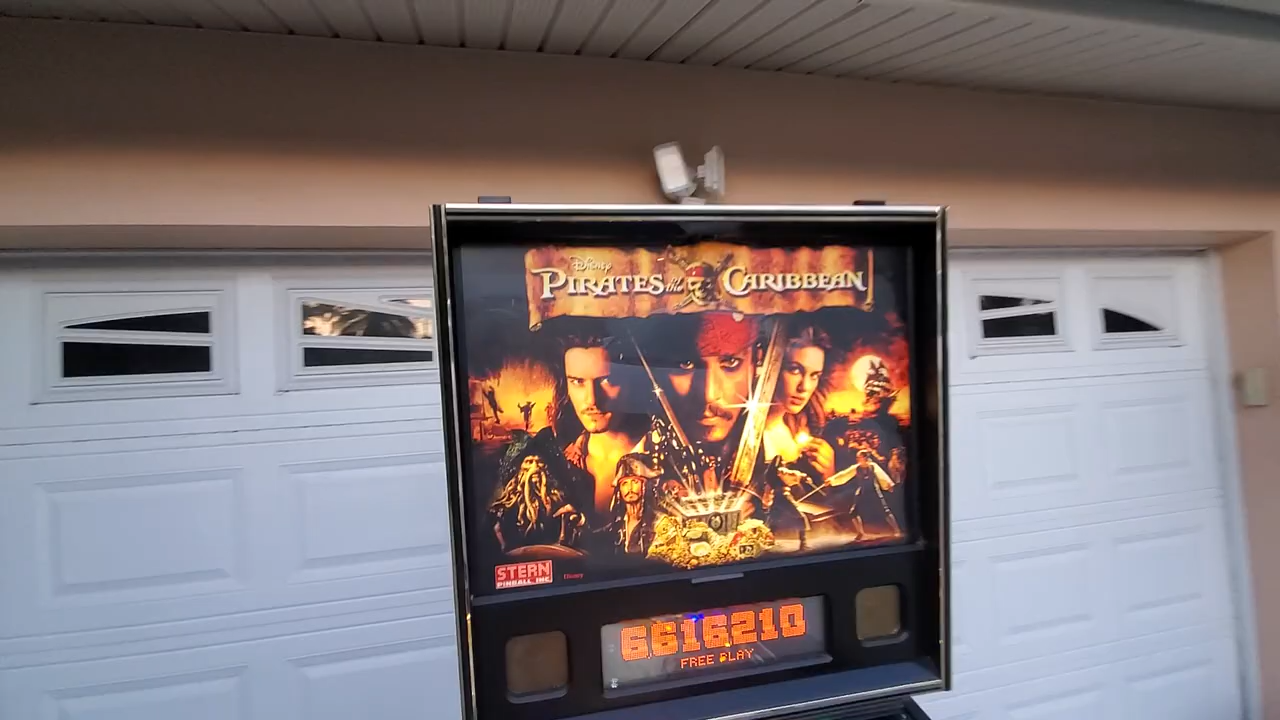 Disney
PIRATES of the CARIBBEAN
STERN
PINBALL, INC.
Disney
6616210
FREE PLAY